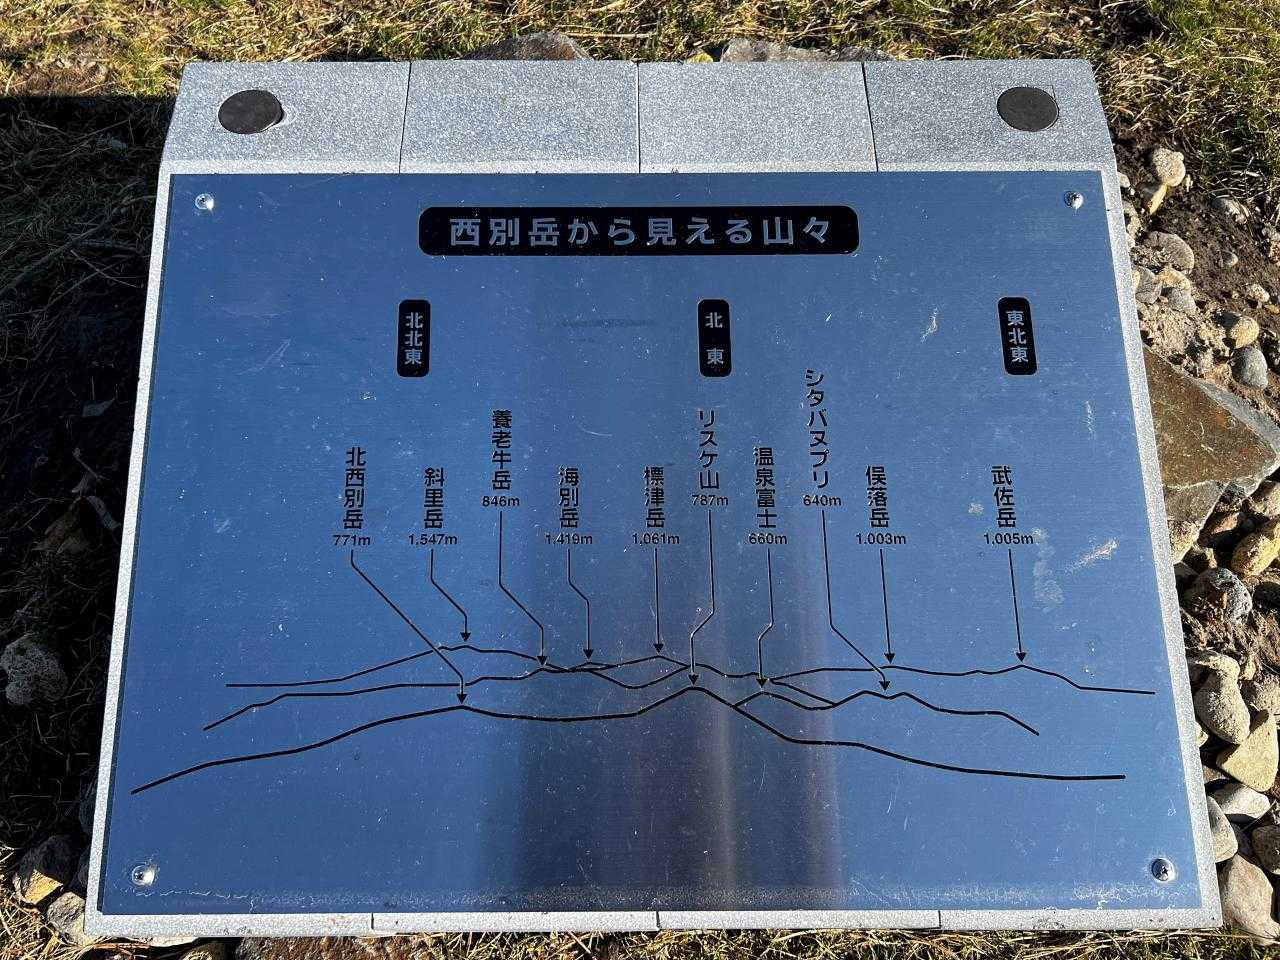 西別岳から見える山々
北北東
北東
東北東
北西別岳
771m
斜里岳
1,547m
養老牛岳
846m
海別岳
1,419m
標津岳
1,061m
リスケ山
787m
温泉富士
660m
シタバヌプリ
640m
俣落岳
1,003m
武佐岳
1,005m